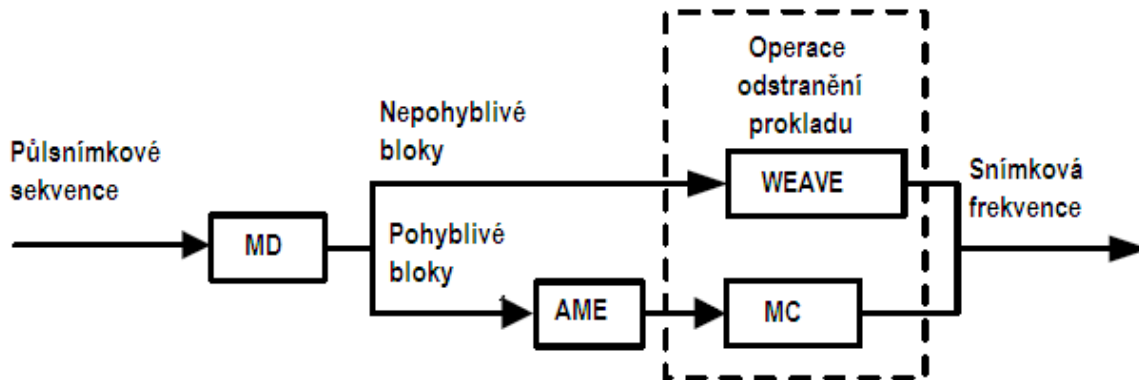 Půlsnímkové
sekvence
MD
Nepohyblivé
bloky
Pohyblivé
bloky
AME
Operace
odstranění
prokladu
WEAVE
MC
Snímková
frekvence